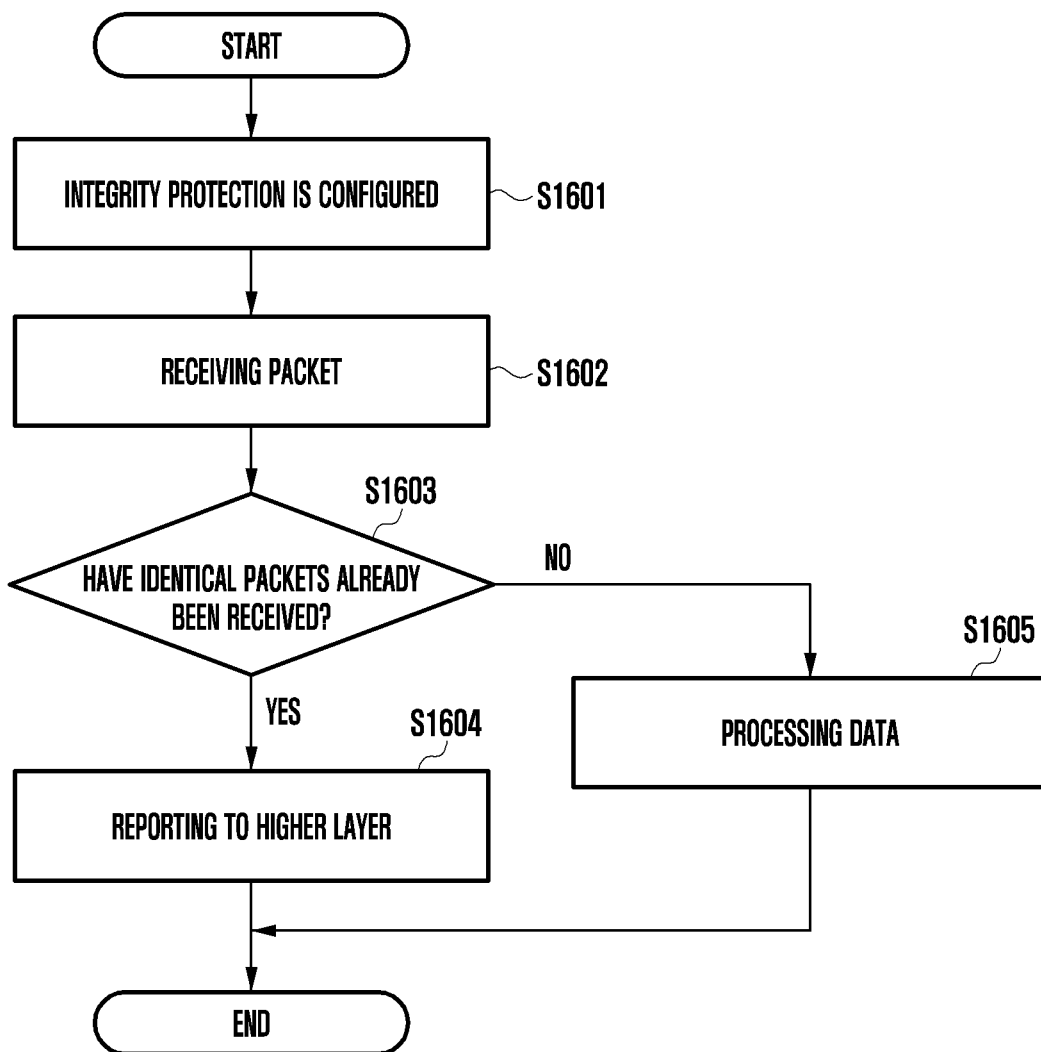 START
INTEGRITY PROTECTION IS CONFIGURED
S1601
RECEIVING PACKET
S1602
S1603
HAVE IDENTICAL PACKETS ALREADY
BEEN RECEIVED?
NO
YES
S1605
PROCESSING DATA
S1604
REPORTING TO HIGHER LAYER
END